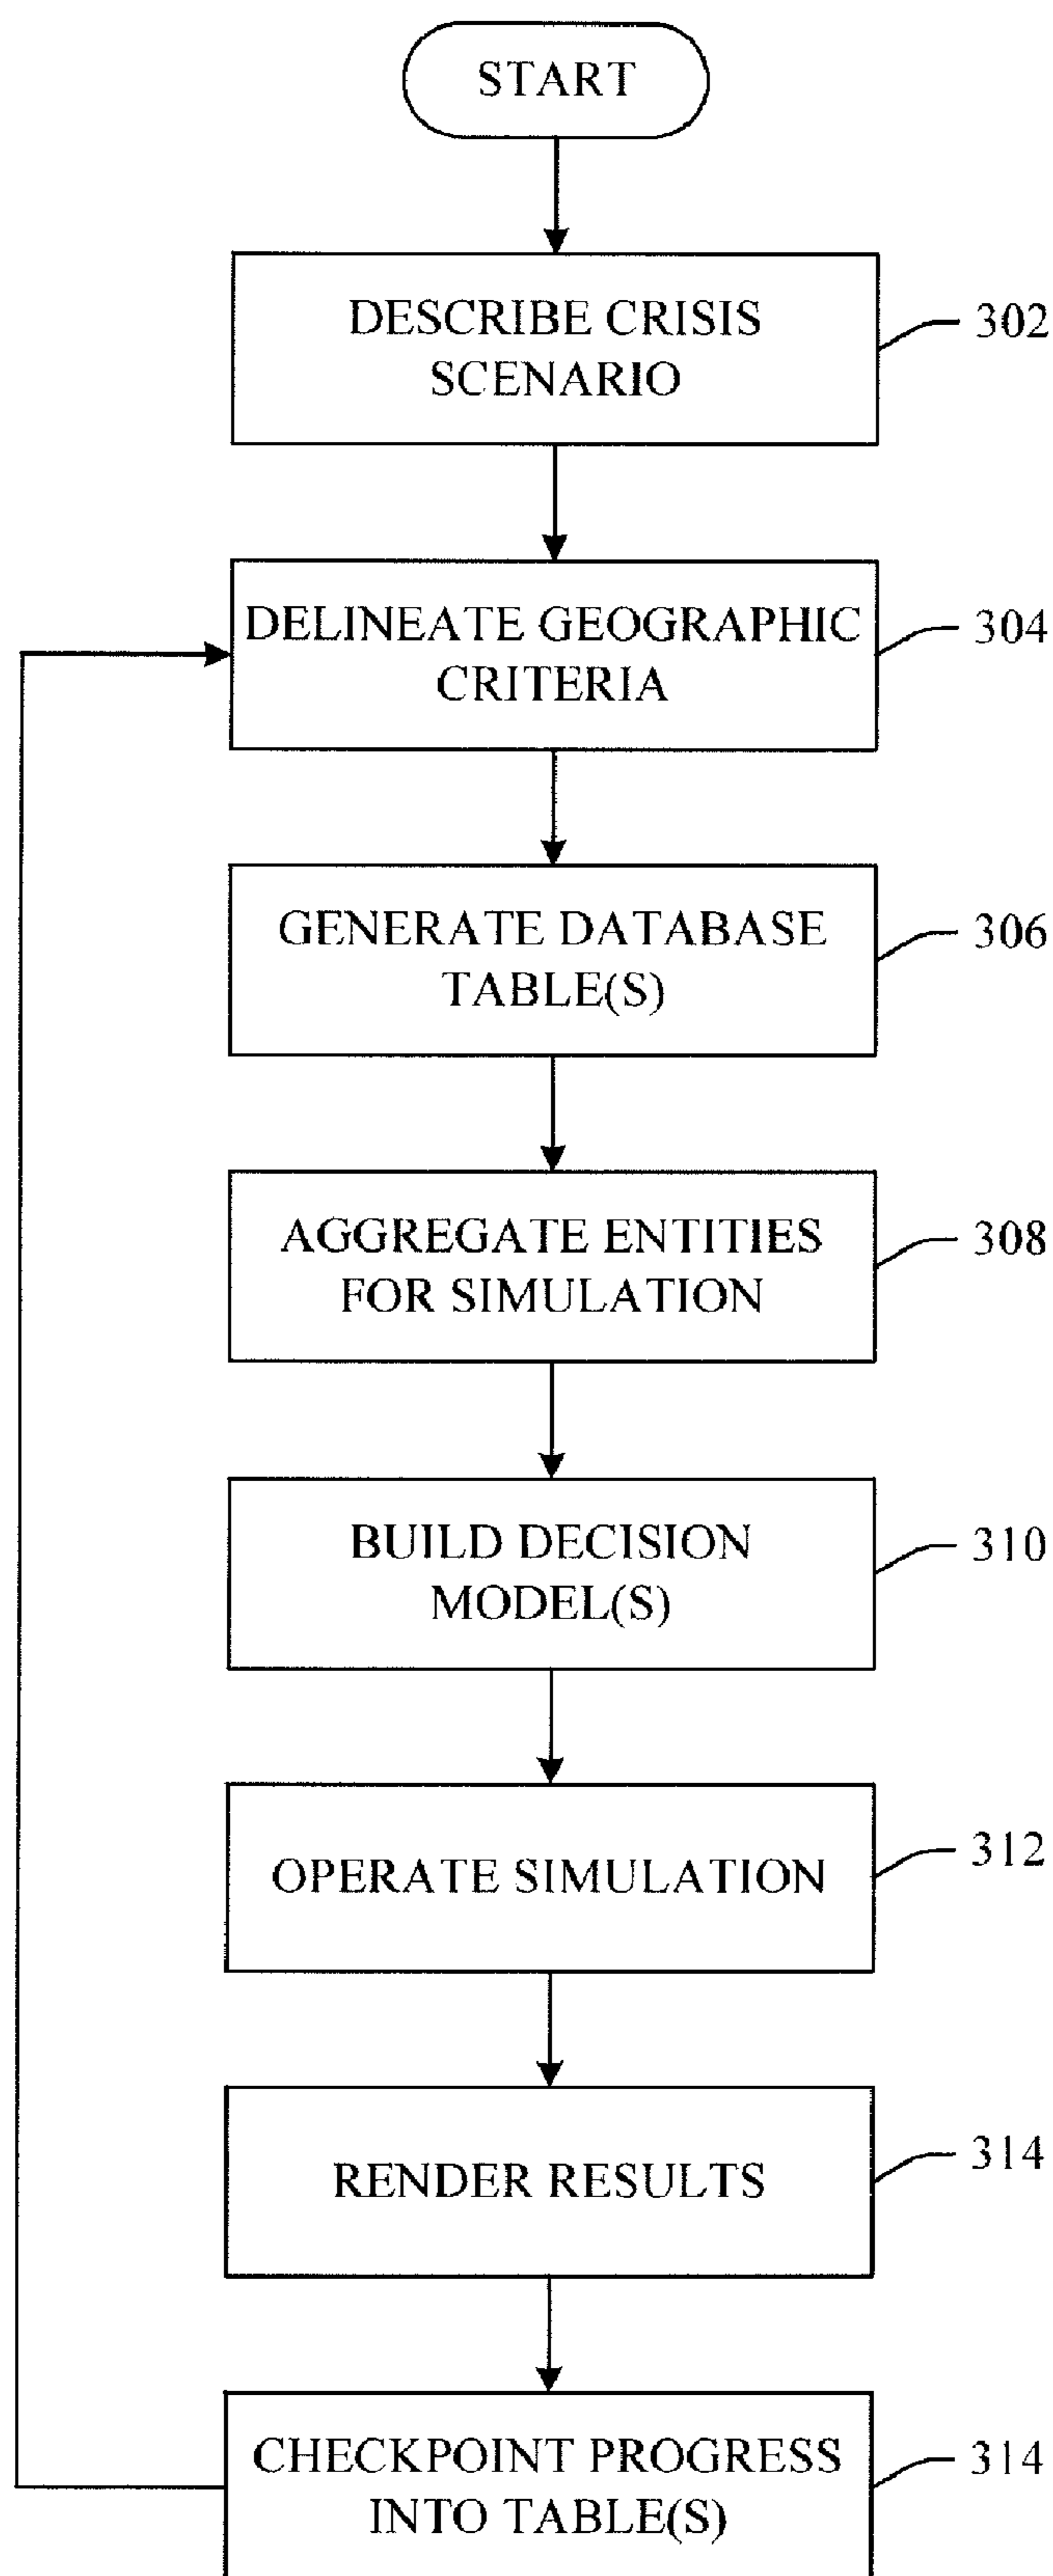 START
DESCRIBE CRISIS
SCENARIO
302
DELINEATE GEOGRAPHIC
CRITERIA
304
GENERATE DATABASE
TABLE(S)
306
AGGREGATE ENTITIES
FOR SIMULATION
308
BUILD DECISION
MODEL(S)
310
OPERATE SIMULATION
312
RENDER RESULTS
314
CHECKPOINT PROGRESS
INTO TABLE(S)
314